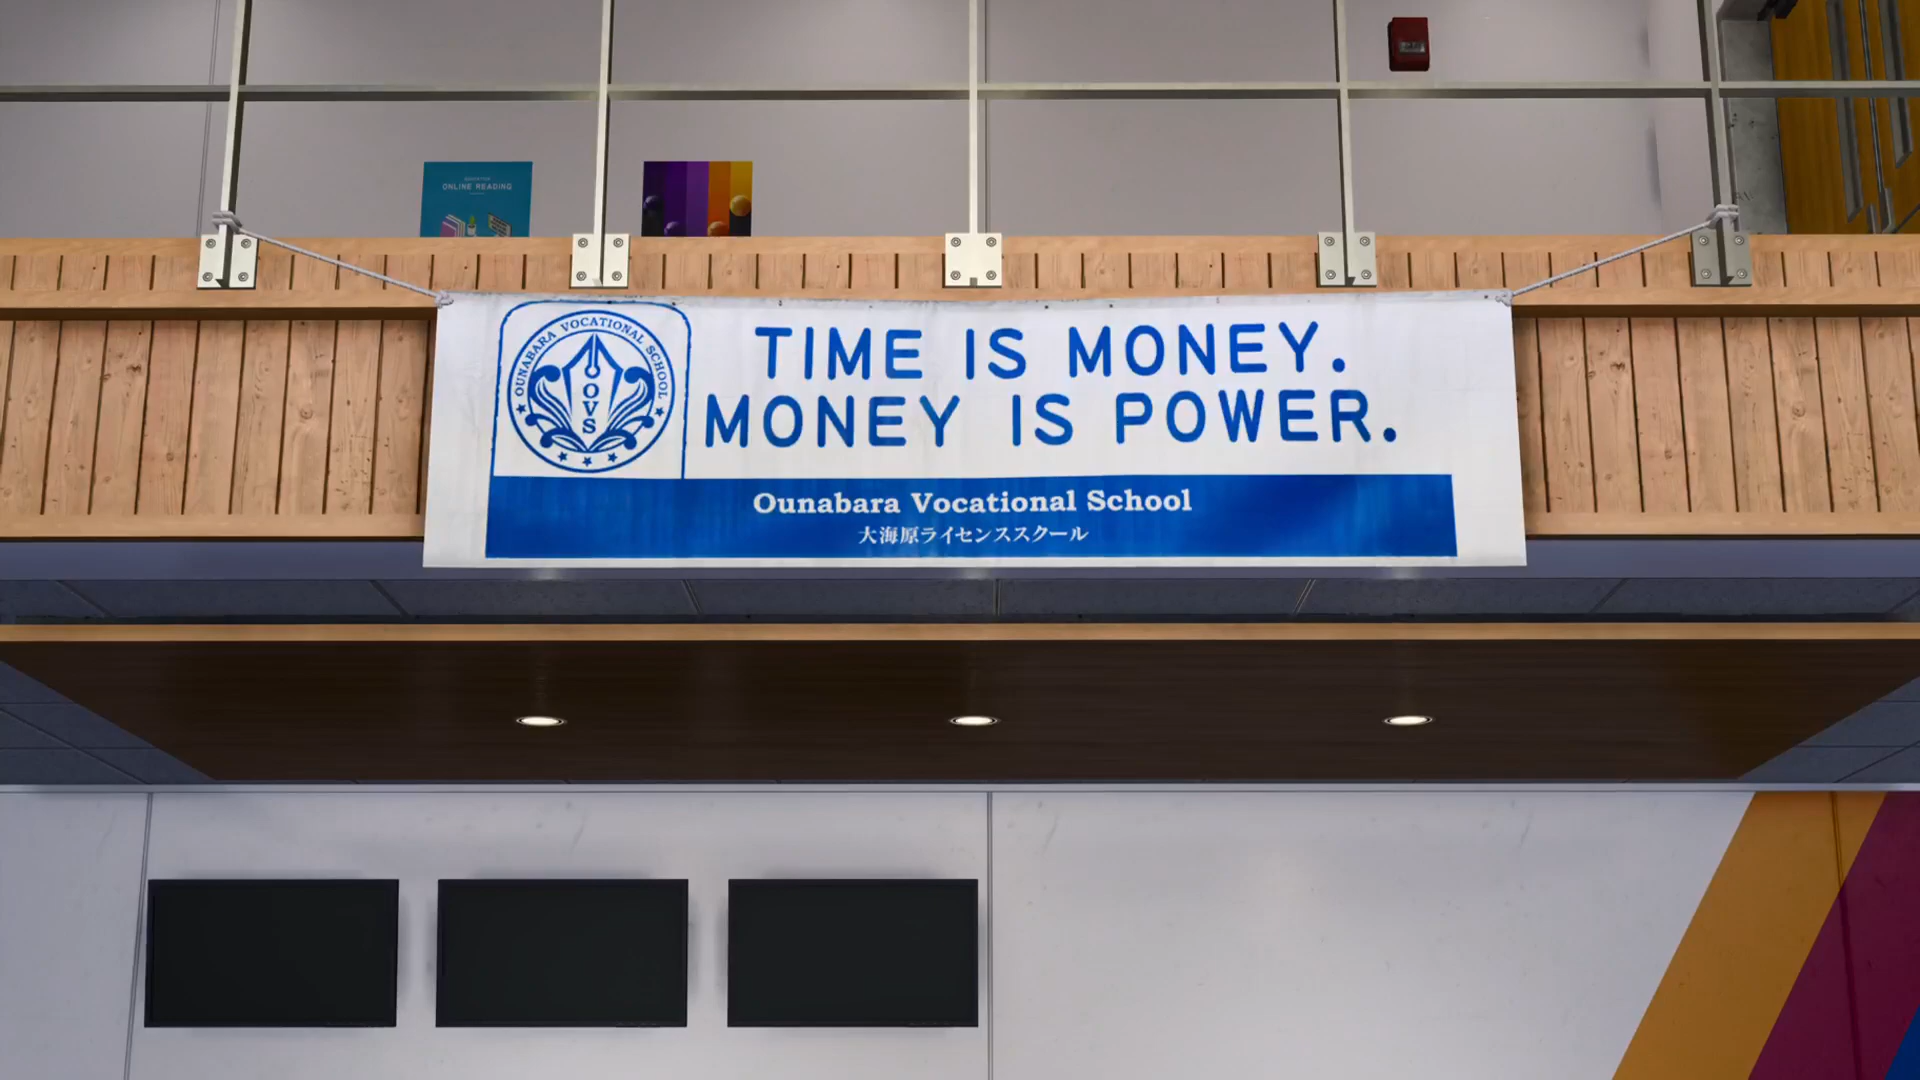 EDUCATION
ONLINE READING
OUNABARA VOCATIONAL SCHOOL
OVS
TIME IS MONEY.
MONEY IS POWER.
Ounabara Vocational School
大海原ライセンススクール